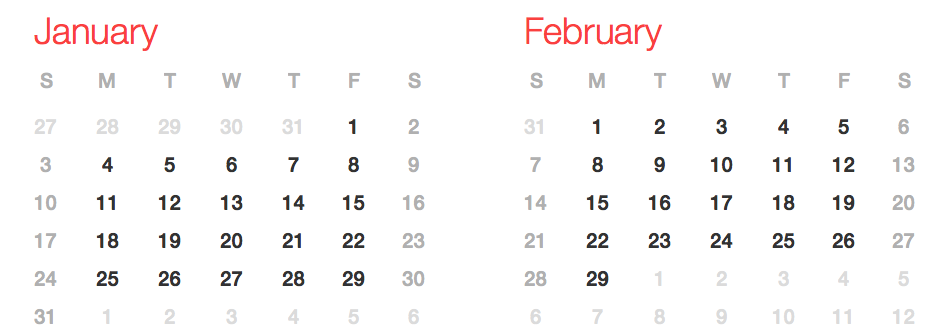 January
S M T W T F S
27 28 29 30 31 1 2
3 4 5 6 7 8 9
10 11 12 13 14 15 16
17 18 19 20 21 22 23
24 25 26 27 28 29 30
31 1 2 3 4 5 6
February
S M T W T F S
31 1 2 3 4 5 6
7 8 9 10 11 12 13
14 15 16 17 18 19 20
21 22 23 24 25 26 27
28 29 1 2 3 4 5
6 7 8 9 10 11 12